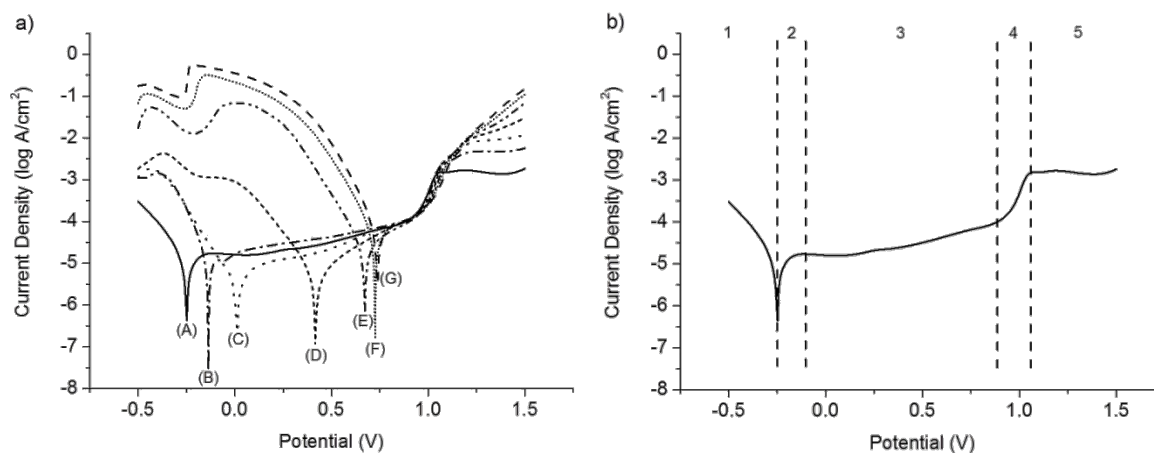 a)
0
-1
-2
-3
-4
-5
-6
-7
-8
Current Density (log A/cm²)
(A)
(B)
(C)
(D)
(E)
(F)
(G)
-0.5 0.0 0.5 1.0 1.5
Potential (V)
b)
1 2 3 4 5
0
-1
-2
-3
-4
-5
-6
-7
-8
Current Density (log A/cm²)
-0.5 0.0 0.5 1.0 1.5
Potential (V)